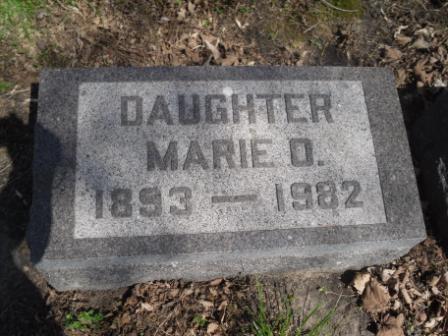 DAUGHTER
MARIE O.
1893 — 1982